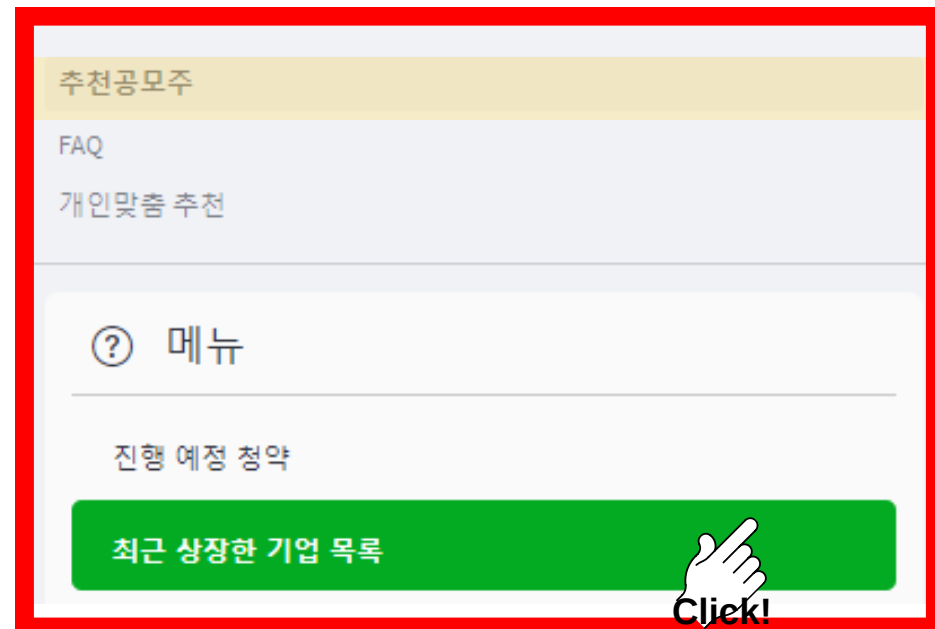 추천공모주
FAQ
개인맞춤 추천
메뉴
진행 예정 청약
최근 상장한 기업 목록
Click!